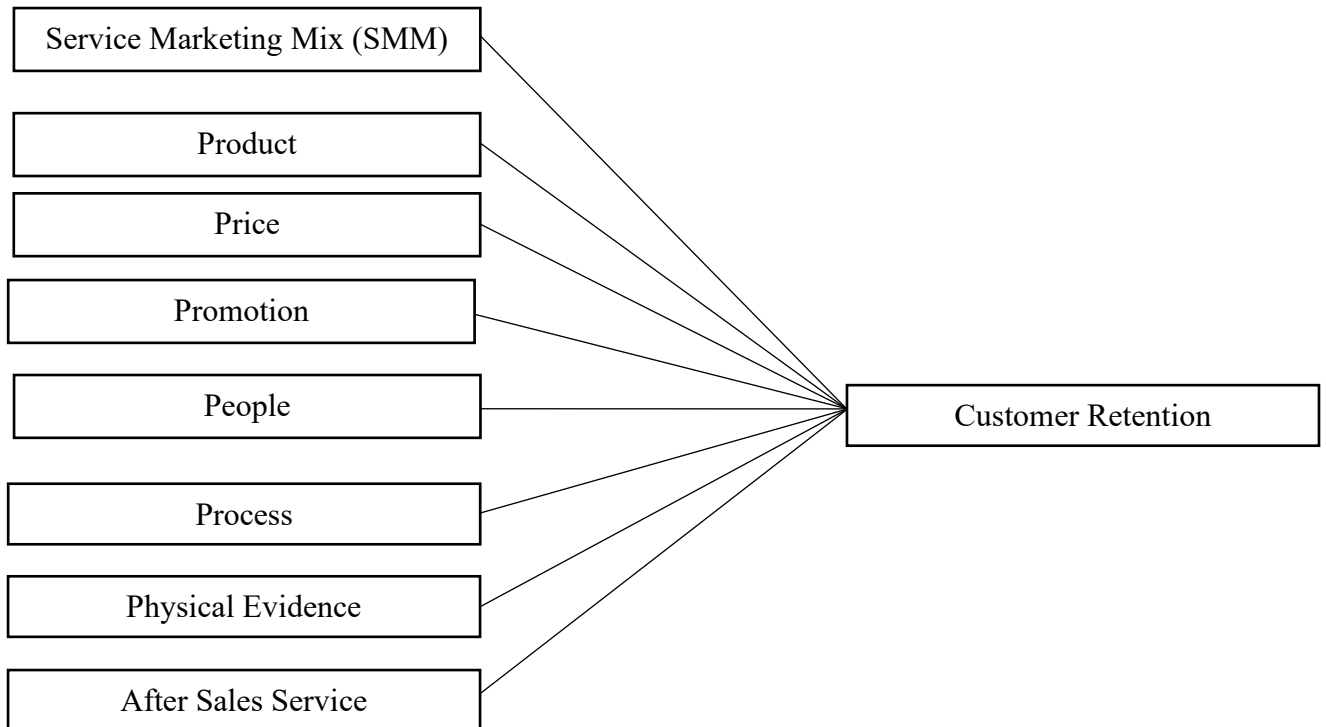 Service Marketing Mix (SMM)
Product
Price
Promotion
People
Customer Retention
Process
Physical Evidence
After Sales Service